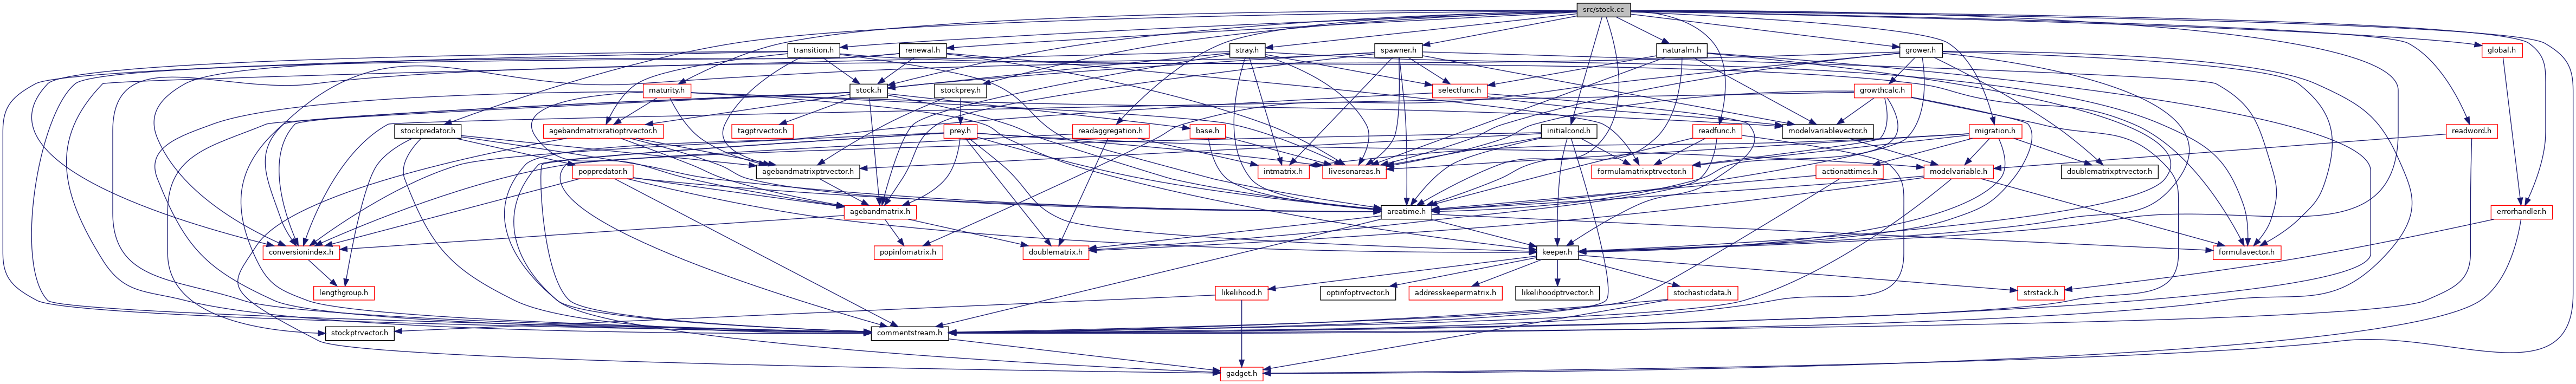 src/stock.cc
transition.h
renewal.h
stray.h
spawner.h
naturalm.h
grower.h
global.h
maturity.h
stock.h
stockprey.h
selectfunc.h
growthcalc.h
stockpredator.h
agebandmatrixratioptrvector.h
tagptrvector.h
base.h
prey.h
readaggregation.h
initialcond.h
modelvariablevector.h
readfunc.h
migration.h
readword.h
poppredator.h
agebandmatrixptrvector.h
intmatrix.h
livesonareas.h
formulamatrixptrvector.h
actionattimes.h
modelvariable.h
doublematrixptrvector.h
agebandmatrix.h
areatime.h
errorhandler.h
conversionindex.h
popinfomatrix.h
doublematrix.h
keeper.h
formulavector.h
lengthgroup.h
likelihood.h
optinfoptrvector.h
addresskeepermatrix.h
likelihoodptrvector.h
stochasticdata.h
strstack.h
stockptrvector.h
commentstream.h
gadget.h